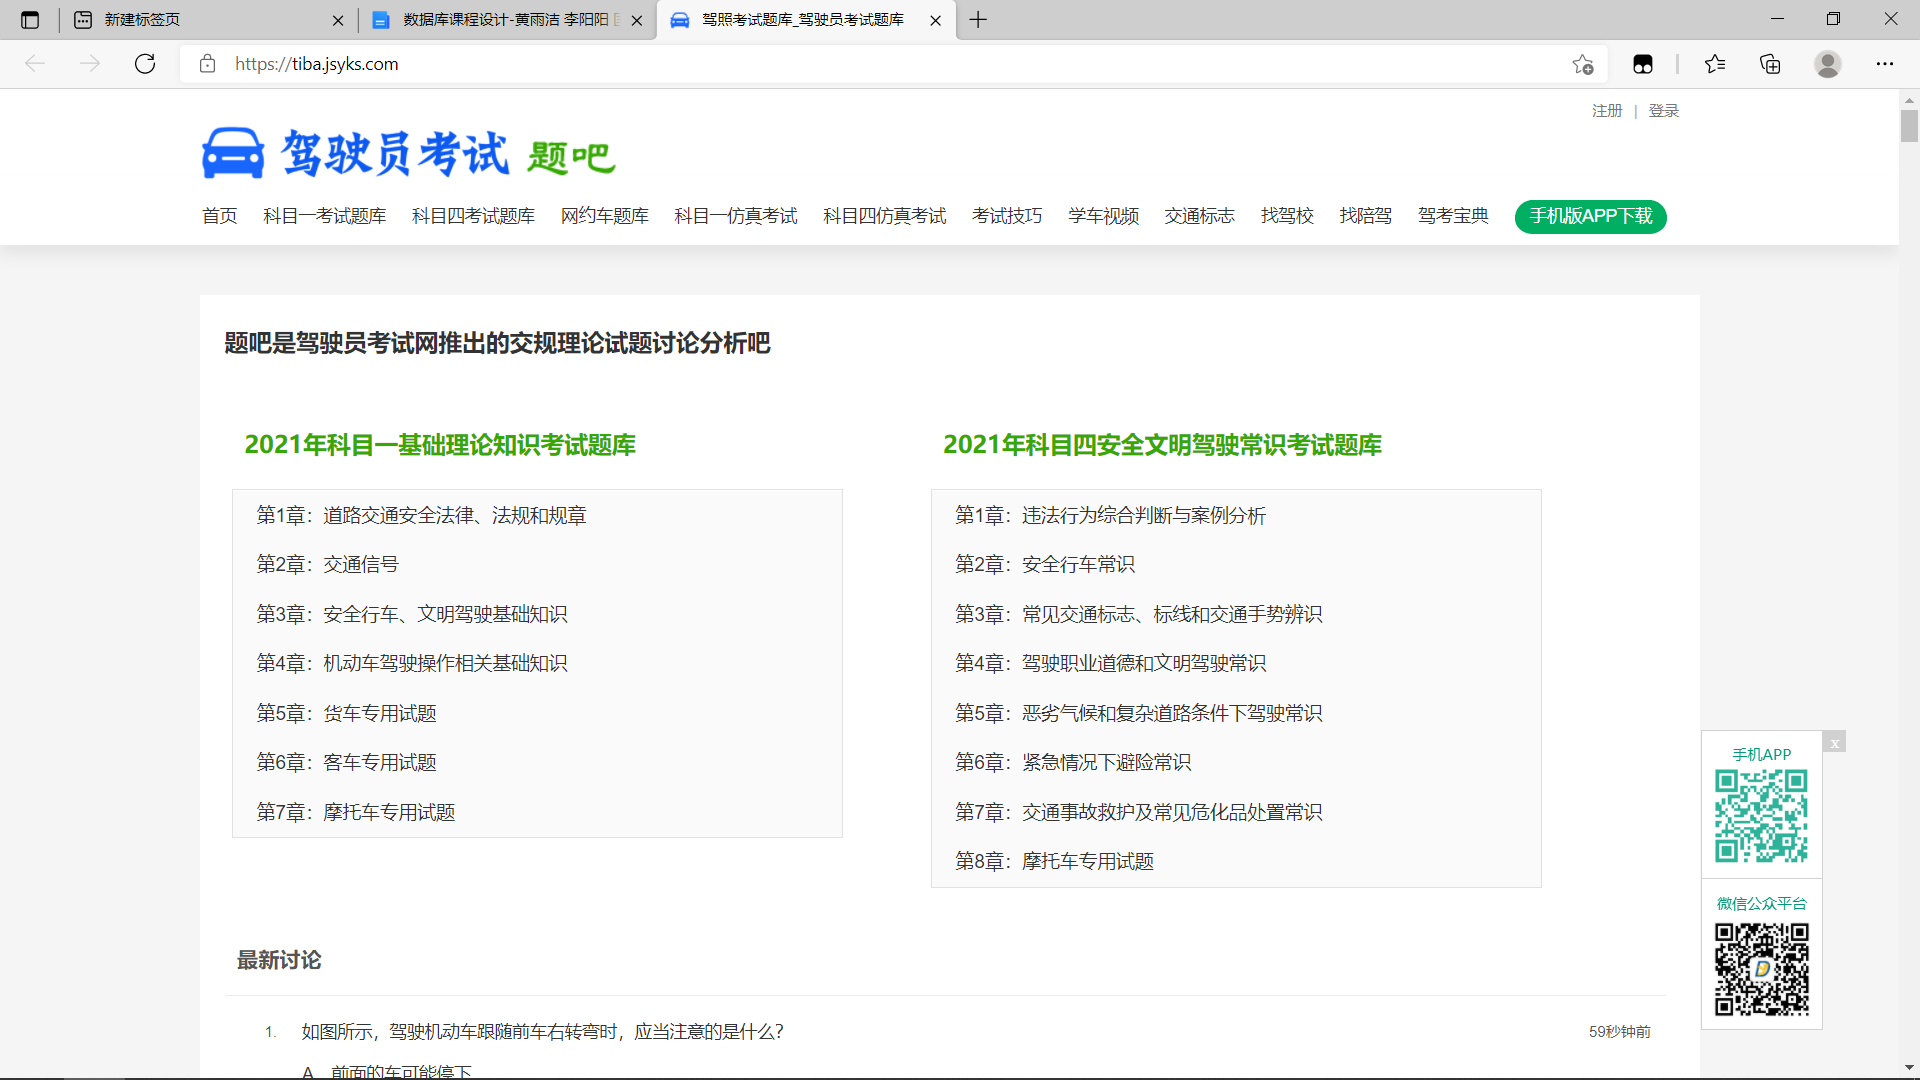 新建标签页
数据库课程设计-黄雨洁 李阳阳
驾照考试题库_驾驶员考试题库
https://tiba.jsyks.com
注册 | 登录
驾驶员考试 题吧
首页 科目一考试题库 科目四考试题库 网约车题库 科目一仿真考试 科目四仿真考试 考试技巧 学车视频 交通标志 找驾校 找陪驾 驾考宝典 手机版APP下载
题吧是驾驶员考试网推出的交规理论试题讨论分析吧
2021年科目一基础理论知识考试题库
第1章：道路交通安全法律、法规和规章
第2章：交通信号
第3章：安全行车、文明驾驶基础知识
第4章：机动车驾驶操作相关基础知识
第5章：货车专用试题
第6章：客车专用试题
第7章：摩托车专用试题
2021年科目四安全文明驾驶常识考试题库
第1章：违法行为综合判断与案例分析
第2章：安全行车常识
第3章：常见交通标志、标线和交通手势辨识
第4章：驾驶职业道德和文明驾驶常识
第5章：恶劣气候和复杂道路条件下驾驶常识
第6章：紧急情况下避险常识
第7章：交通事故救护及常见危化品处置常识
第8章：摩托车专用试题
手机APP
x
微信公众平台
最新讨论
1. 如图所示，驾驶机动车跟随前车右转弯时，应当注意的是什么？ 59秒钟前
A、前面的车可能停下